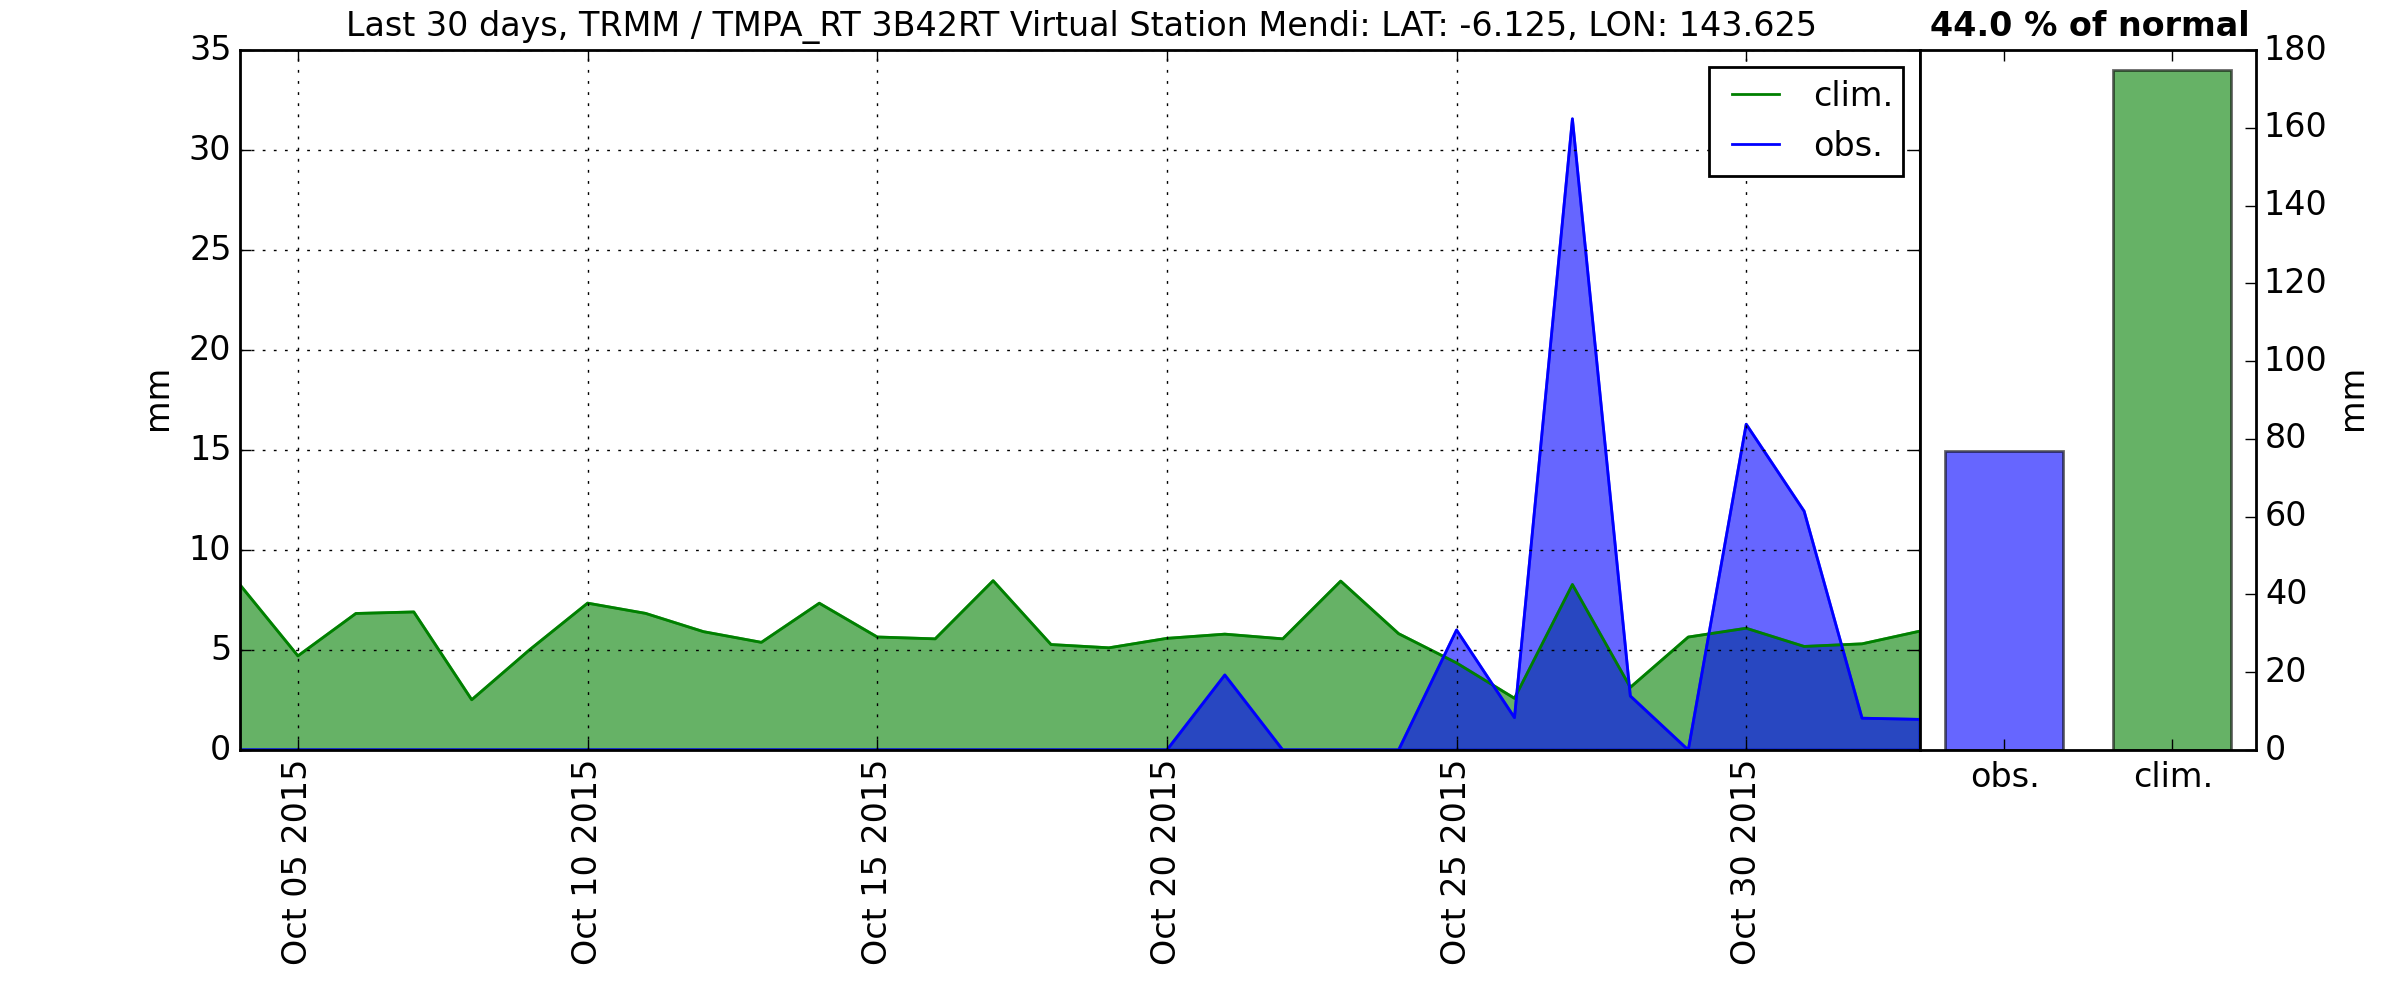 Last 30 days, TRMM / TMPA_RT 3B42RT Virtual Station Mendi: LAT: -6.125, LON: 143.625
44.0 % of normal
35
30
25
20
15
10
5
0
mm
clim.
obs.
Oct 05 2015
Oct 10 2015
Oct 15 2015
Oct 20 2015
Oct 25 2015
Oct 30 2015
180
160
140
120
100
80
60
40
20
0
mm
obs.
clim.